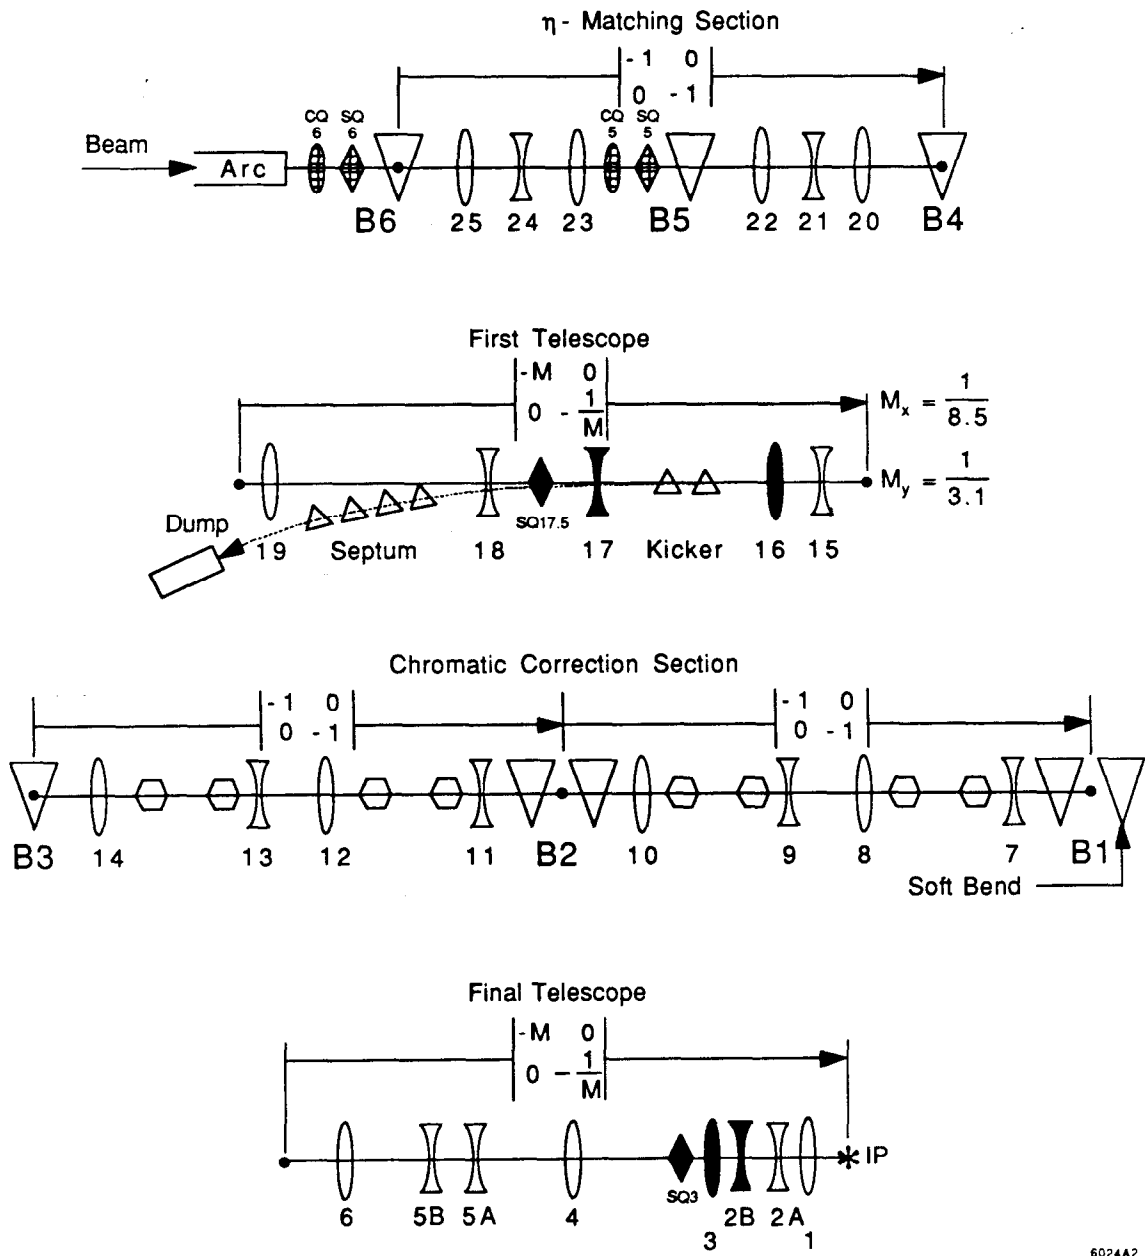 η - Matching Section
- 1 0
0 - 1
CQ 6
SQ 6
CQ 5
SQ 5
Beam
Arc
B6 25 24 23 B5 22 21 20 B4
First Telescope
-M 0
0 - 1/M
Mx = 1/8.5
My = 1/3.1
SQ17.5
Dump
19 Septum 18 17 Kicker 16 15
Chromatic Correction Section
- 1 0
0 - 1
- 1 0
0 - 1
B3 14 13 12 11 B2 10 9 8 7 B1
Soft Bend
Final Telescope
-M 0
0 - 1/M
IP
SQ3
6 5B 5A 4 3 2B 2A 1
6024A2